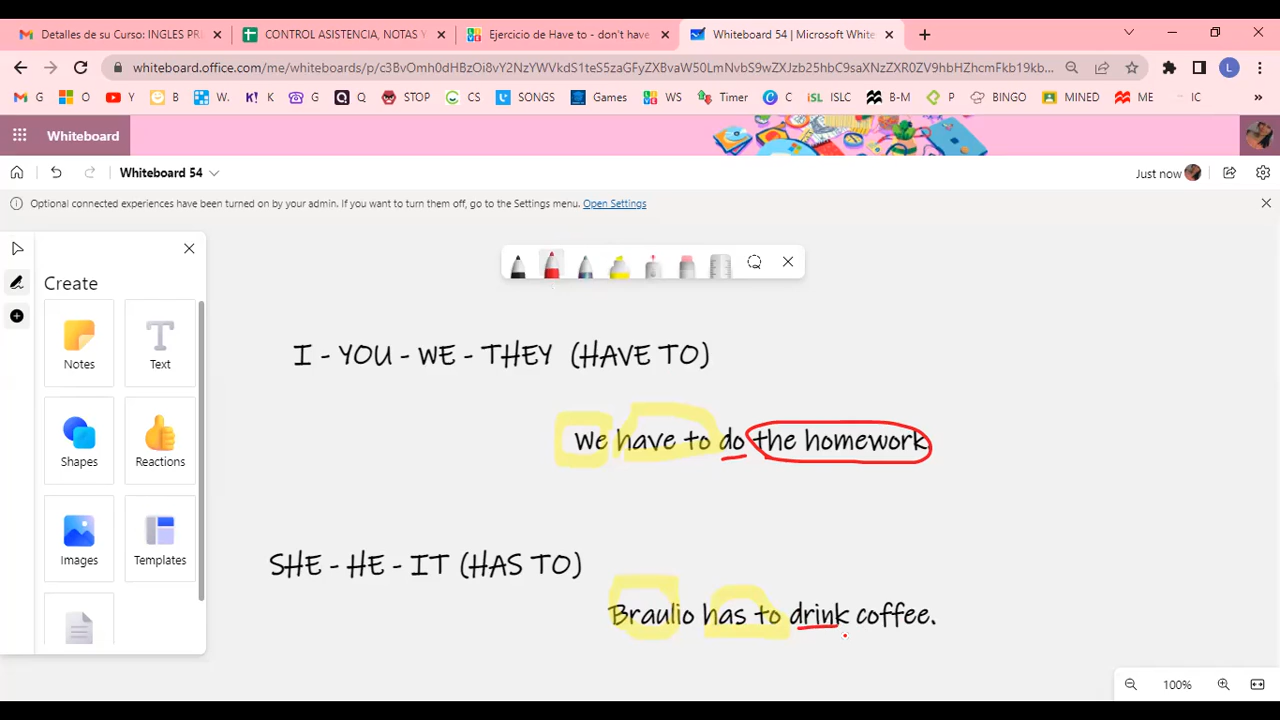 Detalles de su Curso: INGLES PR
CONTROL ASISTENCIA, NOTAS Y
Ejercicio de Have to - don't have
Whiteboard 54 | Microsoft White
whiteboard.office.com/me/whiteboards/p/
G O Y B W. K! K G Q STOP CS SONGS Games WS Timer C ISLC B-M P BINGO MINED ME IC »
Whiteboard
Whiteboard 54
Just now
Optional connected experiences have been turned on by your admin. If you want to turn them off, go to the Settings menu. Open Settings
Create
Notes Text
Shapes Reactions
Images Templates
I - YOU - WE - THEY (HAVE TO)
We have to do the homework.
SHE - HE - IT (HAS TO)
Braulio has to drink coffee.
100%